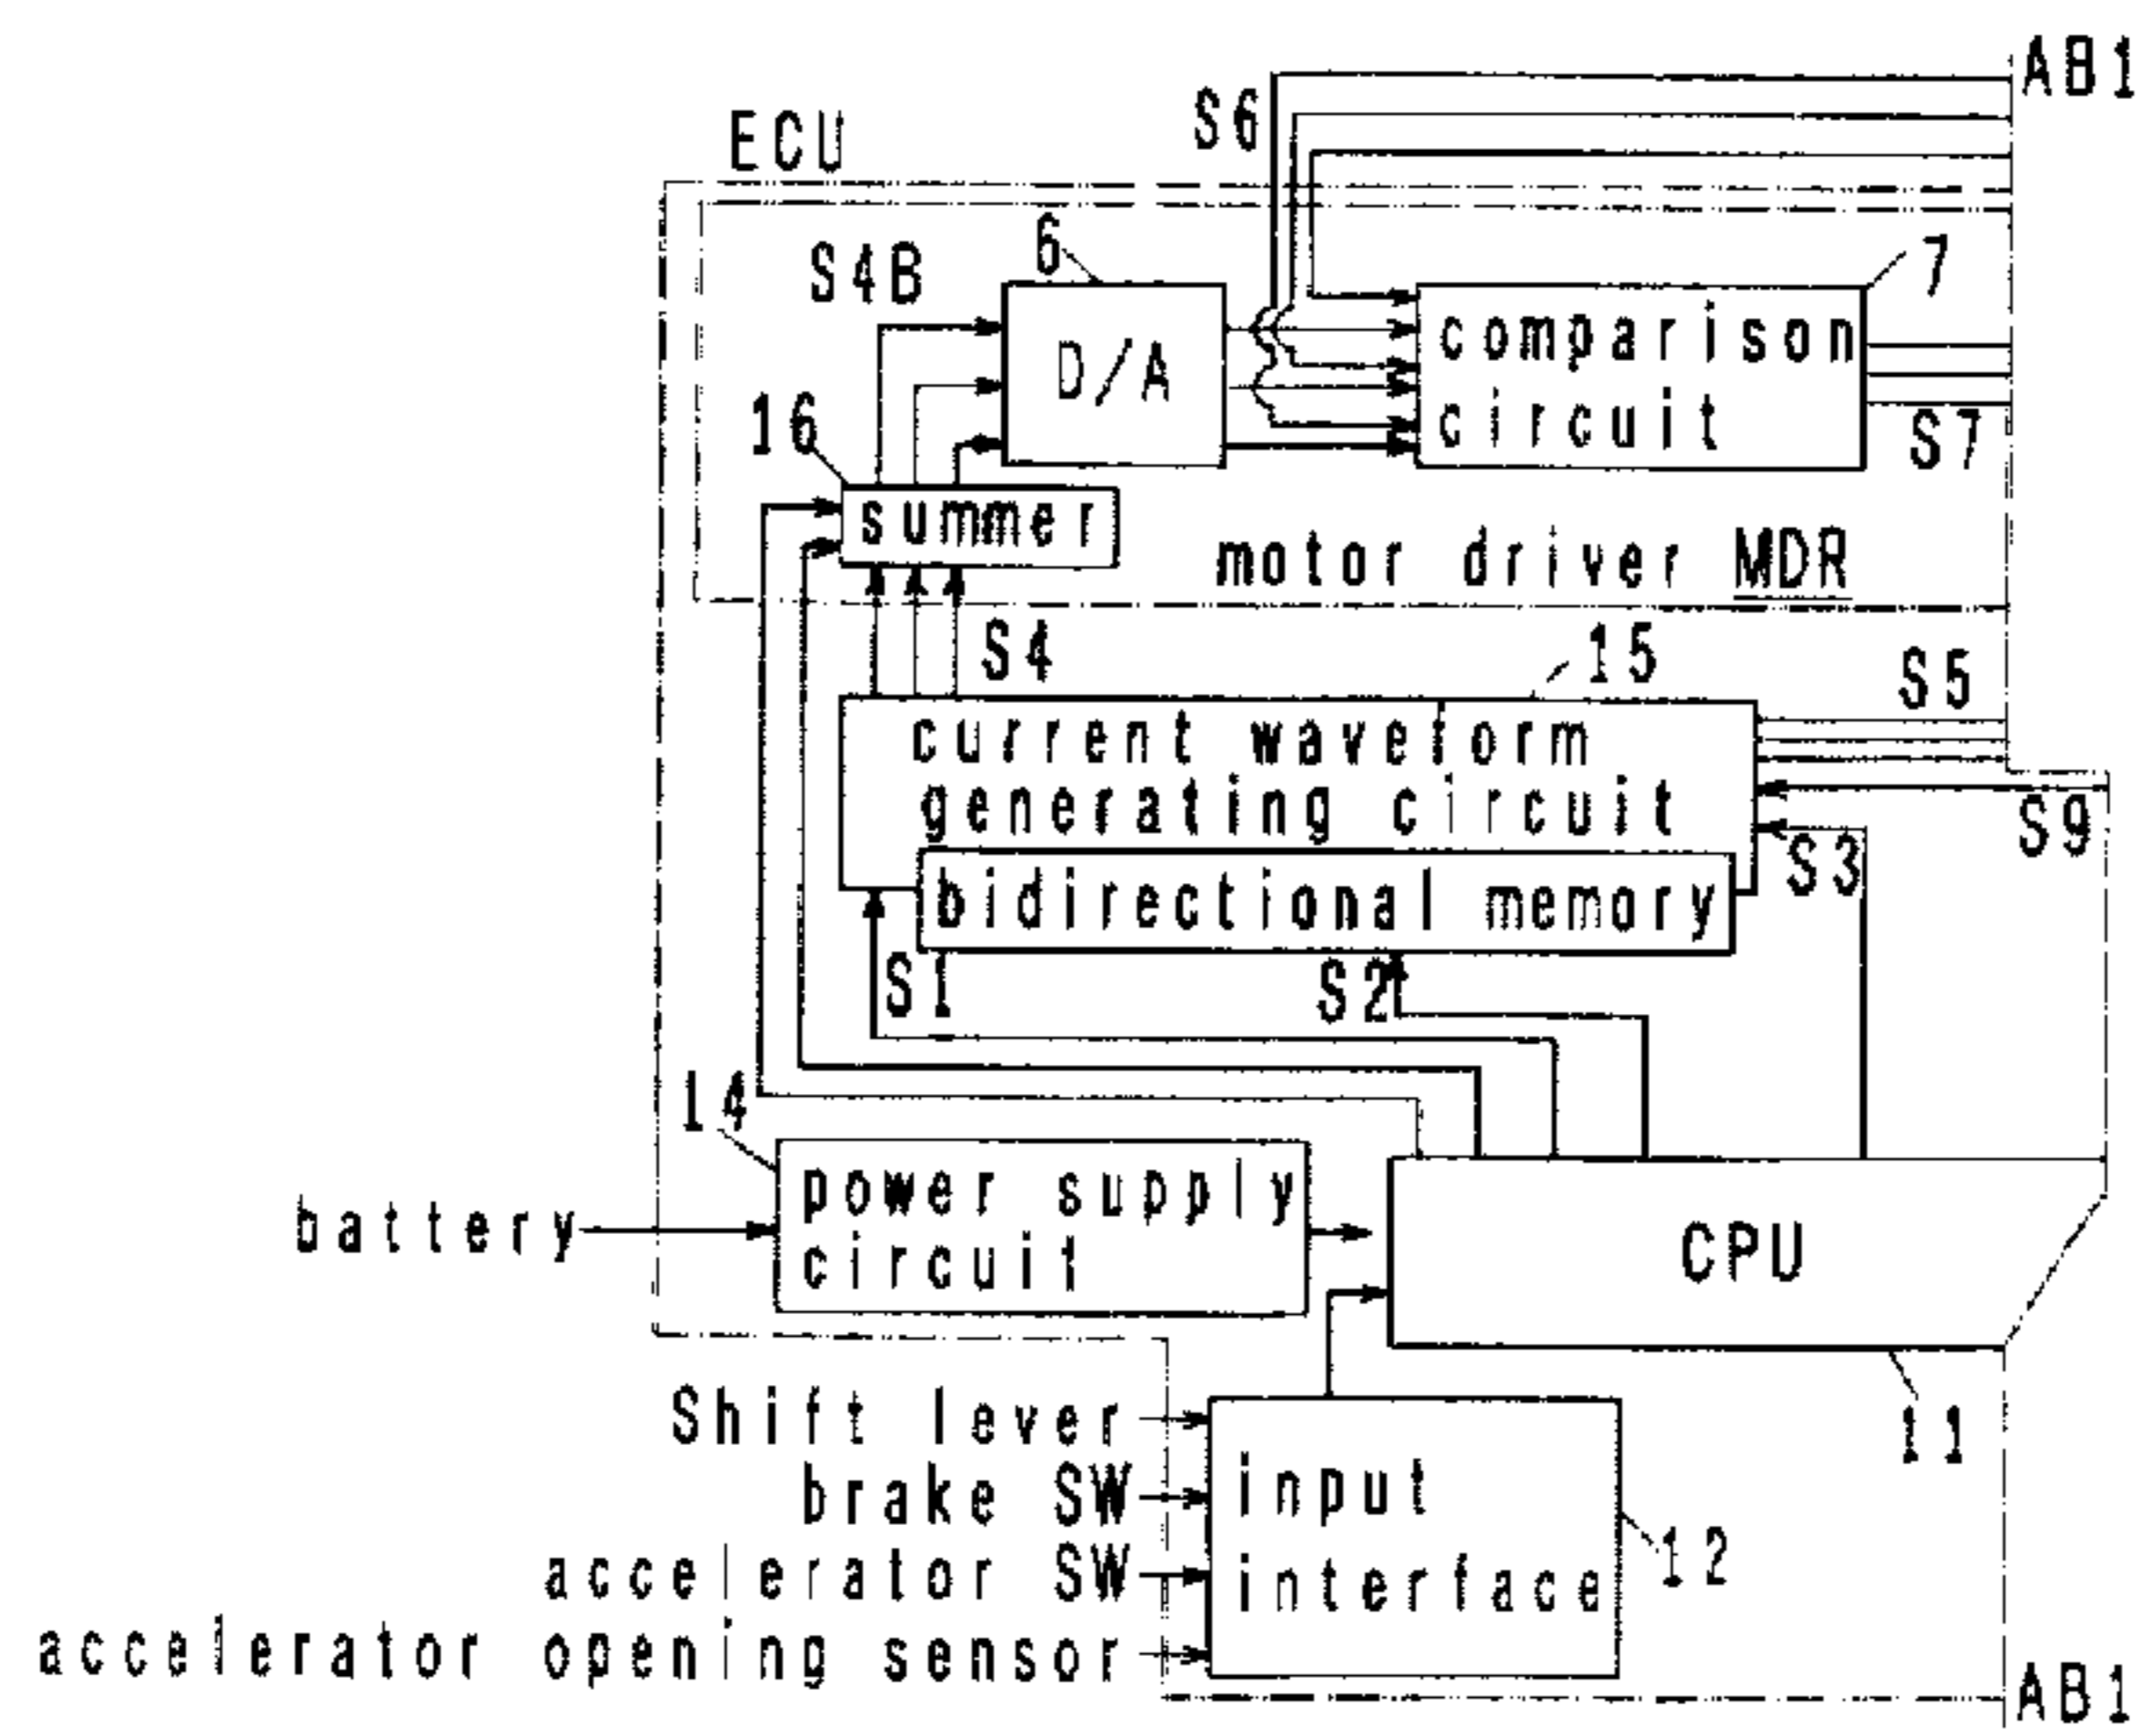 AB1
S6
ECU
6
7
S4B
D/A
comparison
circuit
16
S7
summer
motor driver MDR
S4
15
S5
current waveform
generating circuit
S9
S3
bidirectional memory
S1
S2
14
power supply
circuit
battery
CPU
Shift lever
11
brake SW
input
interface
12
accelerator SW
accelerator opening sensor
AB1